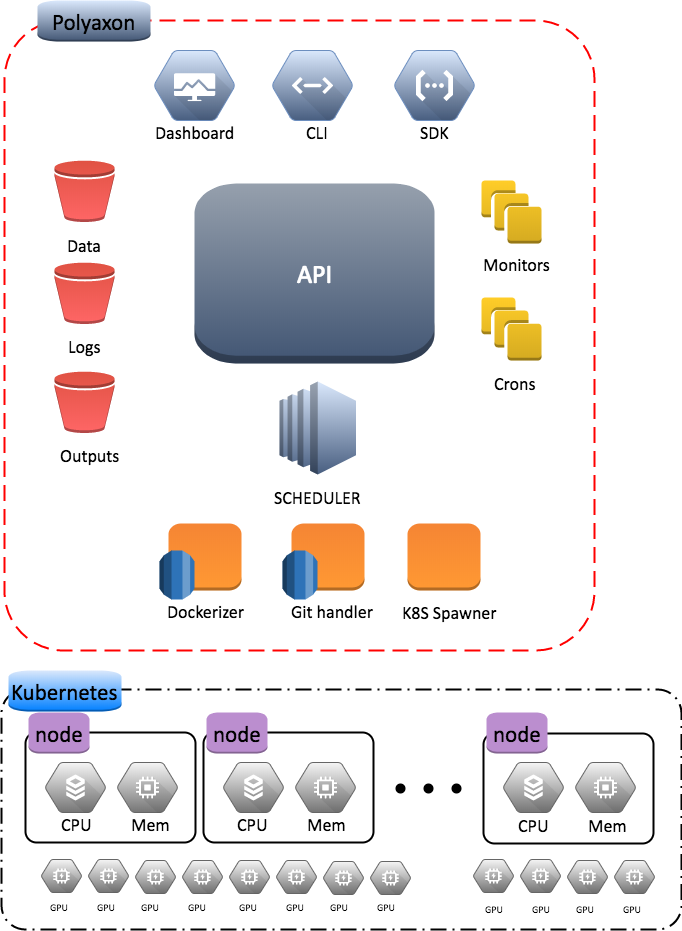 Polyaxon
Dashboard
CLI
SDK
Data
API
Monitors
Logs
Crons
Outputs
SCHEDULER
Dockerizer
Git handler
K8S Spawner
Kubernetes
node
node
node
CPU
Mem
CPU
Mem
CPU
Mem
GPU
GPU
GPU
GPU
GPU
GPU
GPU
GPU
GPU
GPU
GPU
GPU